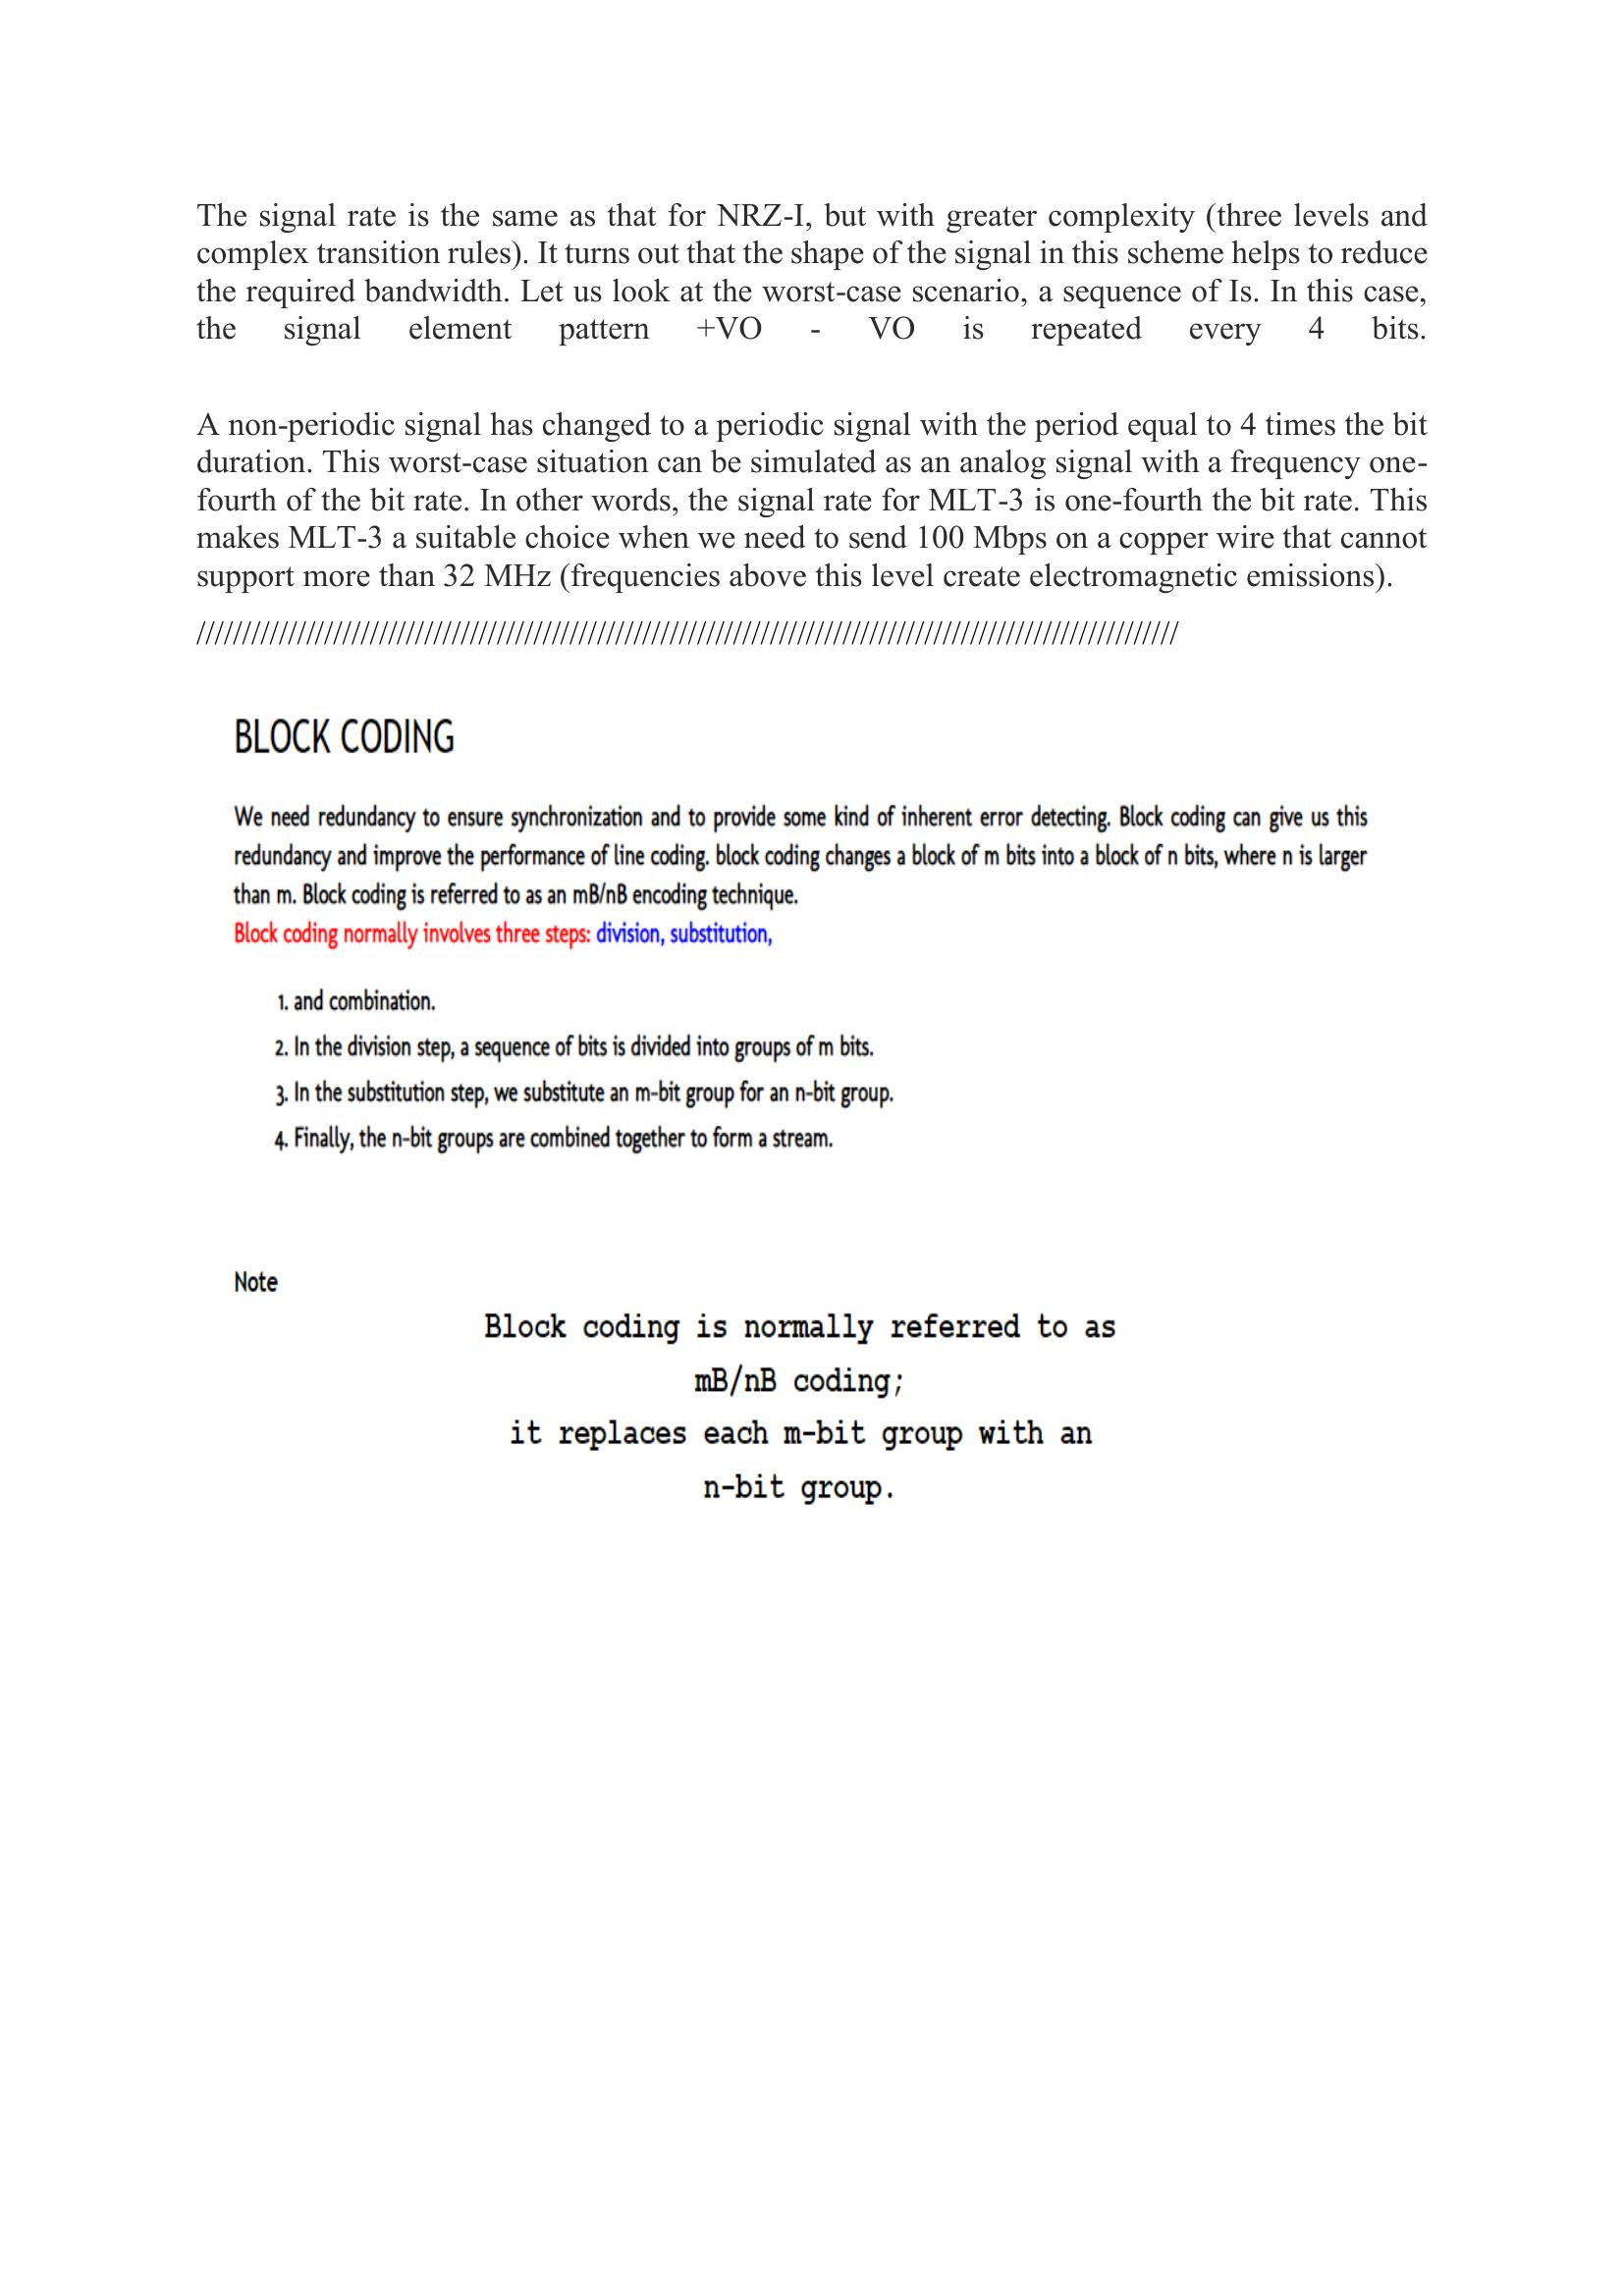 The signal rate is the same as that for NRZ-I, but with greater complexity (three levels and
complex transition rules). It turns out that the shape of the signal in this scheme helps to reduce
the required bandwidth. Let us look at the worst-case scenario, a sequence of Is. In this case,
the signal element pattern +VO - VO is repeated every 4 bits.
A non-periodic signal has changed to a periodic signal with the period equal to 4 times the bit
duration. This worst-case situation can be simulated as an analog signal with a frequency one-
fourth of the bit rate. In other words, the signal rate for MLT-3 is one-fourth the bit rate. This
makes MLT-3 a suitable choice when we need to send 100 Mbps on a copper wire that cannot
support more than 32 MHz (frequencies above this level create electromagnetic emissions).
////////////////////////////////////////////////////////////////////////////////////////////////////////////
BLOCK CODING
We need redundancy to ensure synchronization and to provide some kind of inherent error detecting. Block coding can give us this
redundancy and improve the performance of line coding. block coding changes a block of m bits into a block of n bits, where n is larger
than m. Block coding is referred to as an mB/nB encoding technique.
Block coding normally involves three steps: division, substitution,
1. and combination.
2. In the division step, a sequence of bits is divided into groups of m bits.
3. In the substitution step, we substitute an m-bit group for an n-bit group.
4. Finally, the n-bit groups are combined together to form a stream.
Note
Block coding is normally referred to as
mB/nB coding;
it replaces each m-bit group with an
n-bit group.